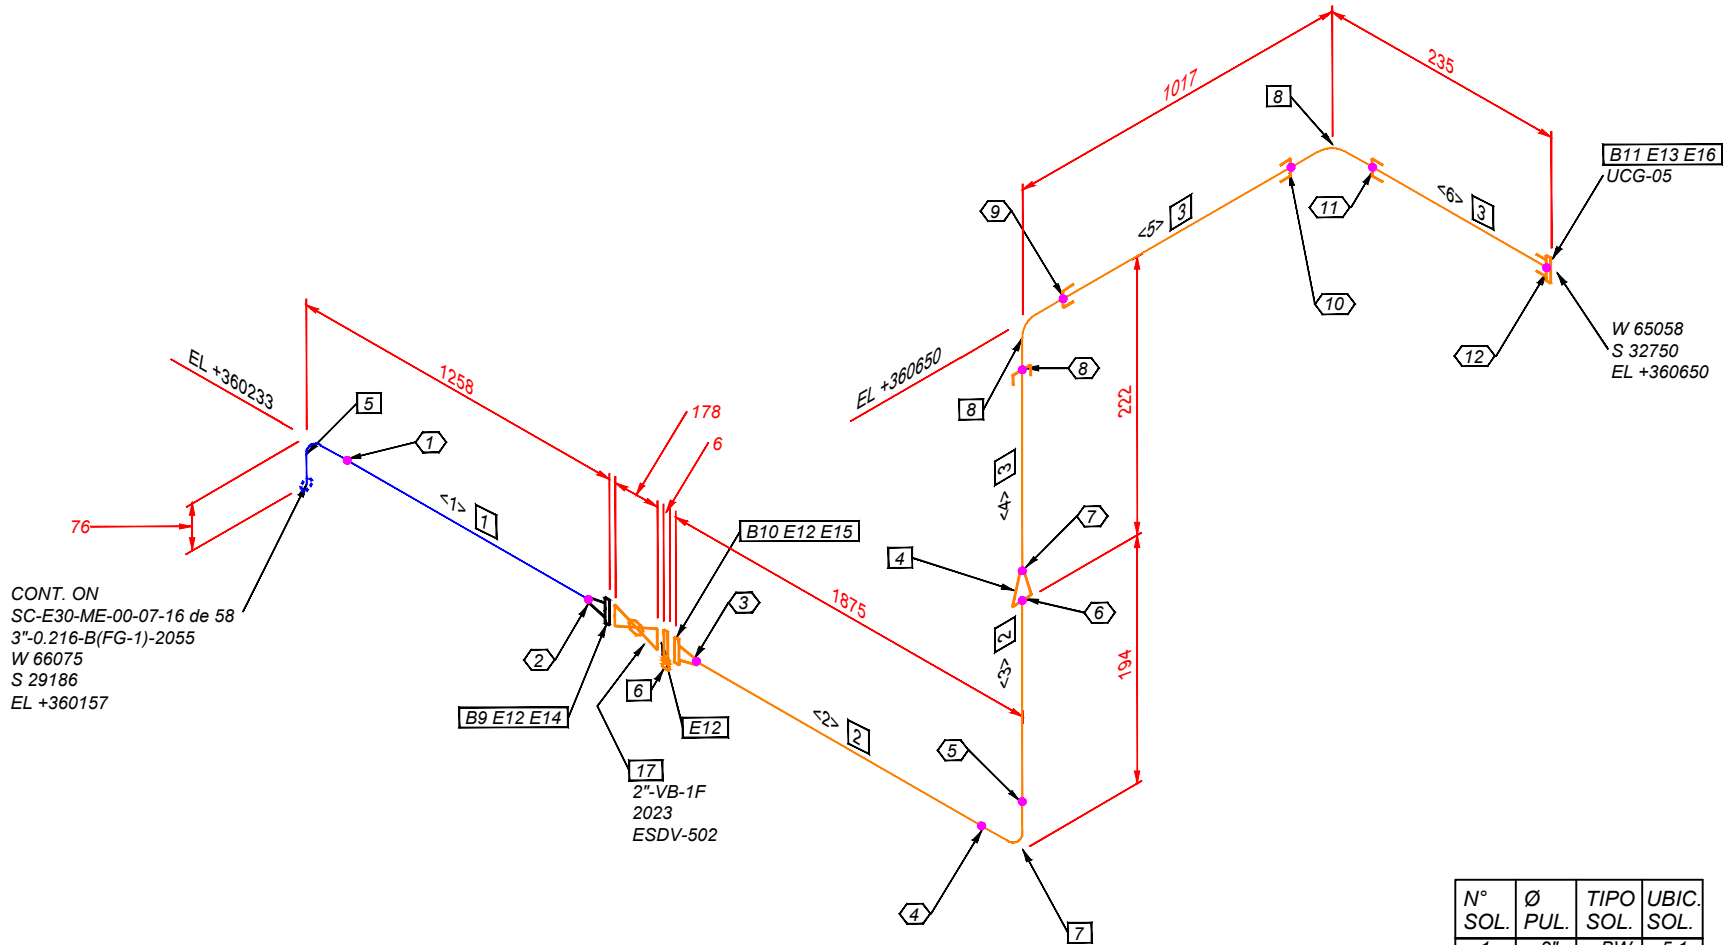 1017
235
8
B11 E13 E16
UCG-05
<5> 3
<6> 3
9
10
11
12
W 65058
S 32750
EL +360650
EL +360233
1258
5
1
178
6
EL +360650
8
8
222
76
<1> 1
B10 E12 E15
3
<4>
7
4
6
CONT. ON
SC-E30-ME-00-07-16 de 58
3"-0.216-B(FG-1)-2055
W 66075
S 29186
EL +360157
2
3
1875
2
<3>
194
6
B9 E12 E14
E12
<2> 2
5
17
2"-VB-1F
2023
ESDV-502
4
7
N° SOL.
Ø PUL.
TIPO SOL.
UBIC. SOL.